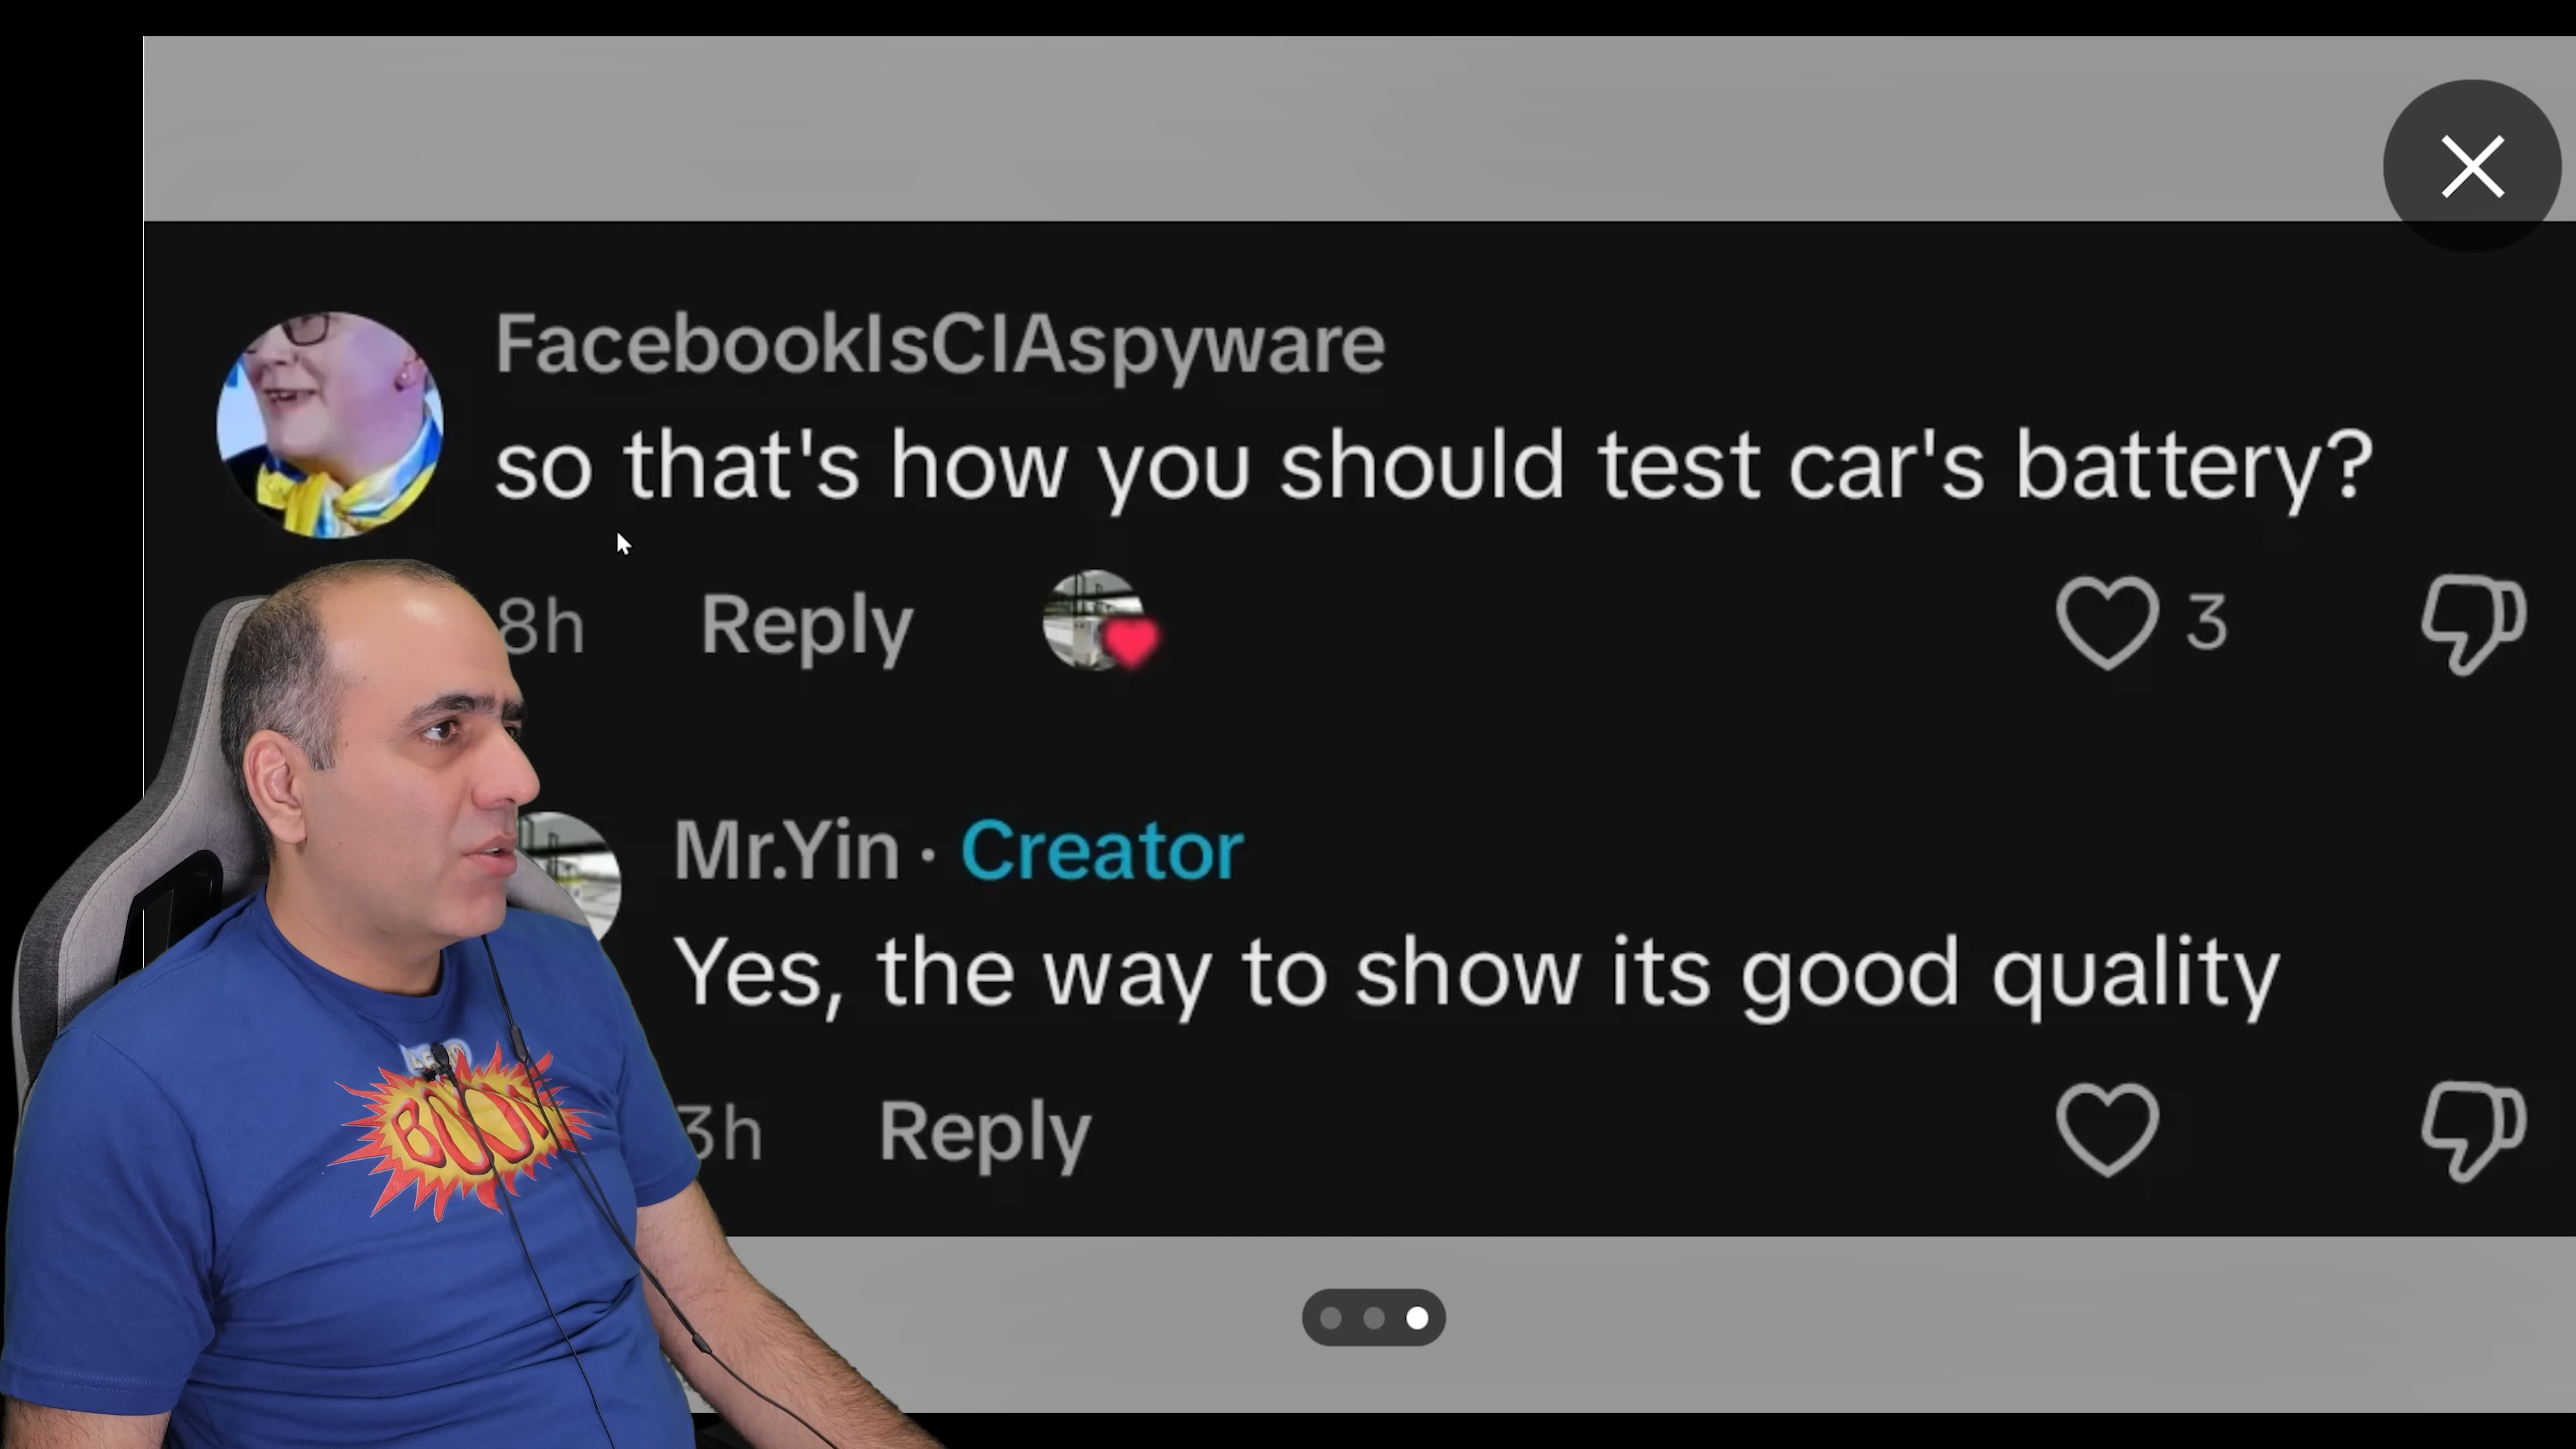 FacebookIsCIAspyware
so that's how you should test car's battery?
8h Reply 3
Mr.Yin · Creator
Yes, the way to show its good quality
3h Reply
BOOM